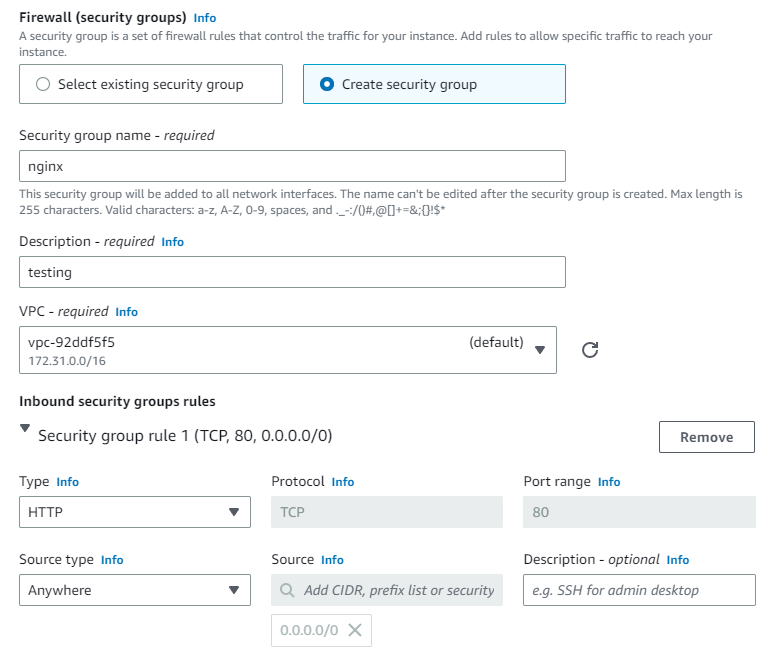 Firewall (security groups) Info
A security group is a set of firewall rules that control the traffic for your instance. Add rules to allow specific traffic to reach your
instance.
Select existing security group
Create security group
Security group name - required
nginx
This security group will be added to all network interfaces. The name can't be edited after the security group is created. Max length is
255 characters. Valid characters: a-z, A-Z, 0-9, spaces, and ._-:/()#,@[]+=&;{}!$*
Description - required Info
testing
VPC - required Info
vpc-92ddf5f5 (default)
172.31.0.0/16
Inbound security groups rules
Security group rule 1 (TCP, 80, 0.0.0.0/0)
Remove
Type Info
Protocol Info
Port range Info
HTTP
TCP
80
Source type Info
Source Info
Description - optional Info
Anywhere
Add CIDR, prefix list or security
e.g. SSH for admin desktop
0.0.0.0/0